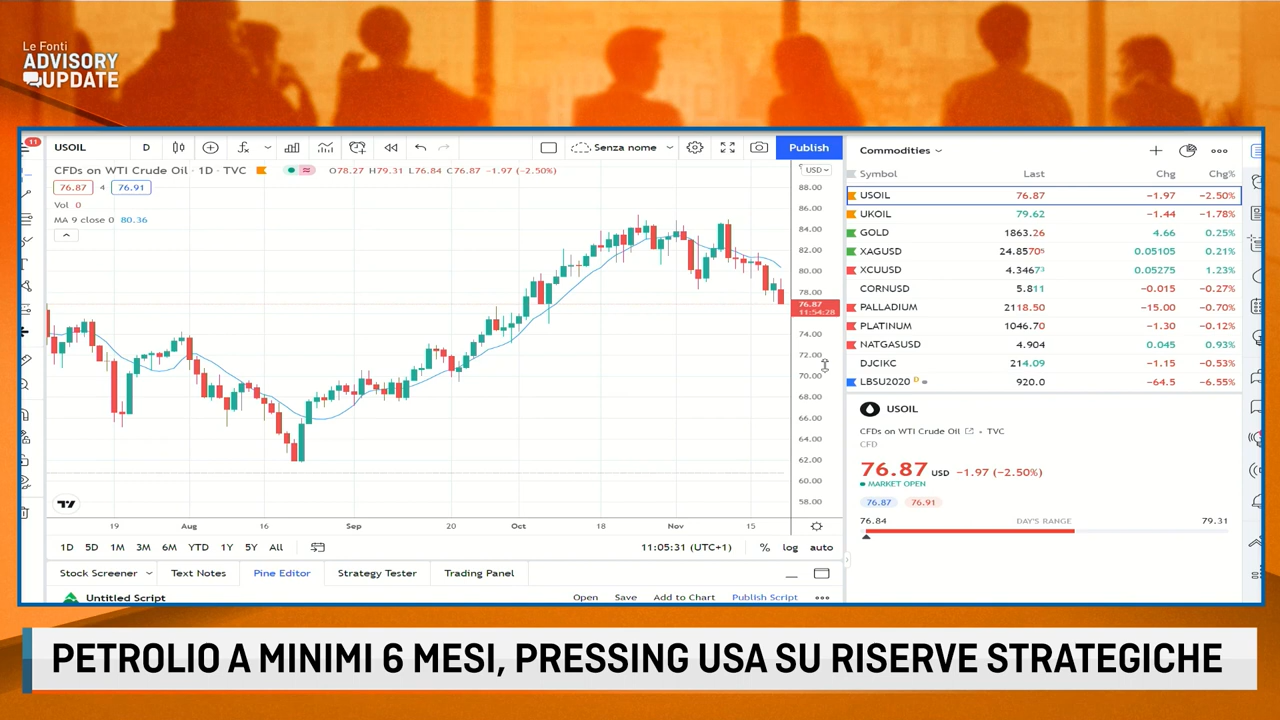 Le Fonti
ADVISORY
UPDATE
11
USOIL D Senza nome Publish
CFDs on WTI Crude Oil · 1D · TVC O78.27 H79.31 L76.84 C76.87 −1.97 (−2.50%)
76.87 4 76.91
Vol 0
MA 9 close 0 80.36
USD
88.00
86.00
84.00
82.00
80.00
78.00
76.87
11:54:28
74.00
72.00
70.00
68.00
66.00
64.00
62.00
60.00
58.00
19 Aug 16 Sep 20 Oct 18 Nov 15
1D 5D 1M 3M 6M YTD 1Y 5Y All 11:05:31 (UTC+1) % log auto
Stock Screener Text Notes Pine Editor Strategy Tester Trading Panel
Untitled Script Open Save Add to Chart Publish Script
Commodities
Symbol Last Chg Chg%
USOIL 76.87 −1.97 −2.50%
UKOIL 79.62 −1.44 −1.78%
GOLD 1863.26 4.66 0.25%
XAGUSD 24.8570⁵ 0.05105 0.21%
XCUUSD 4.346⁷³ 0.05275 1.23%
CORNUSD 5.811 −0.015 −0.27%
PALLADIUM 2118.50 −15.00 −0.70%
PLATINUM 1046.70 −1.30 −0.12%
NATGASUSD 4.904 0.045 0.93%
DJCIKC 214.09 −1.15 −0.53%
LBSU2020 D 920.0 −64.5 −6.55%
USOIL
CFDs on WTI Crude Oil • TVC
CFD
76.87 USD −1.97 (−2.50%)
MARKET OPEN
76.87 76.91
76.84 DAY'S RANGE 79.31
PETROLIO A MINIMI 6 MESI, PRESSING USA SU RISERVE STRATEGICHE